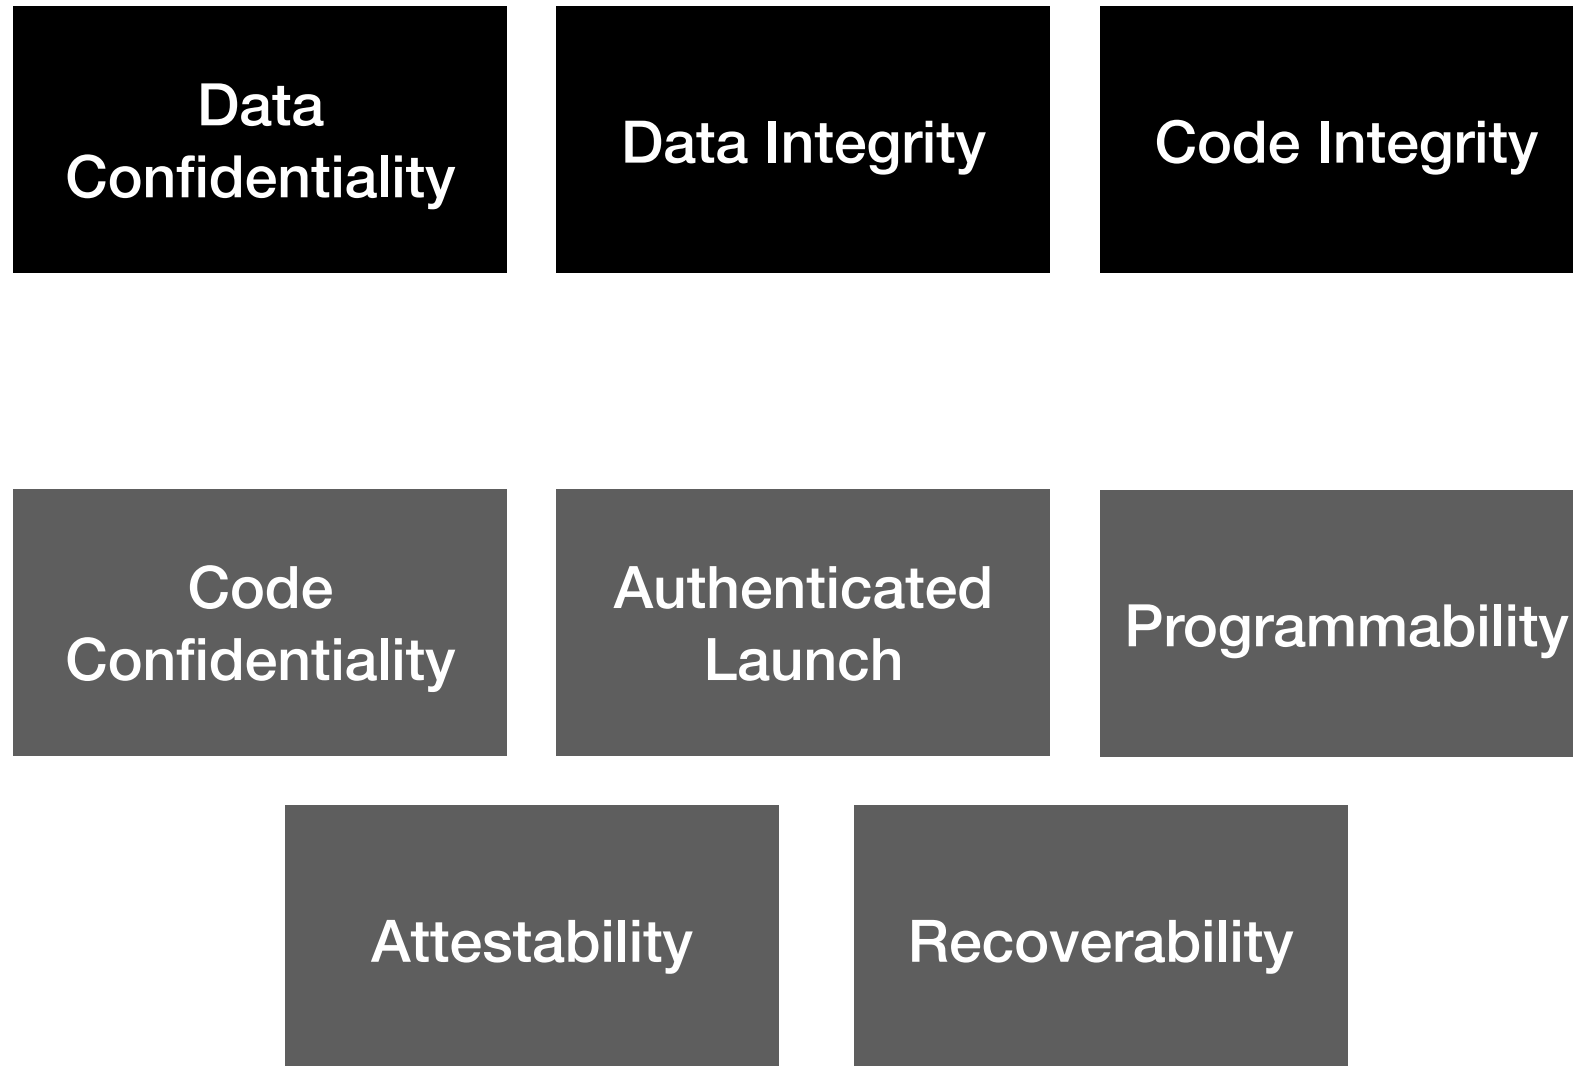 Data
Confidentiality
Data Integrity
Code Integrity
Code
Confidentiality
Authenticated
Launch
Programmability
Attestability
Recoverability